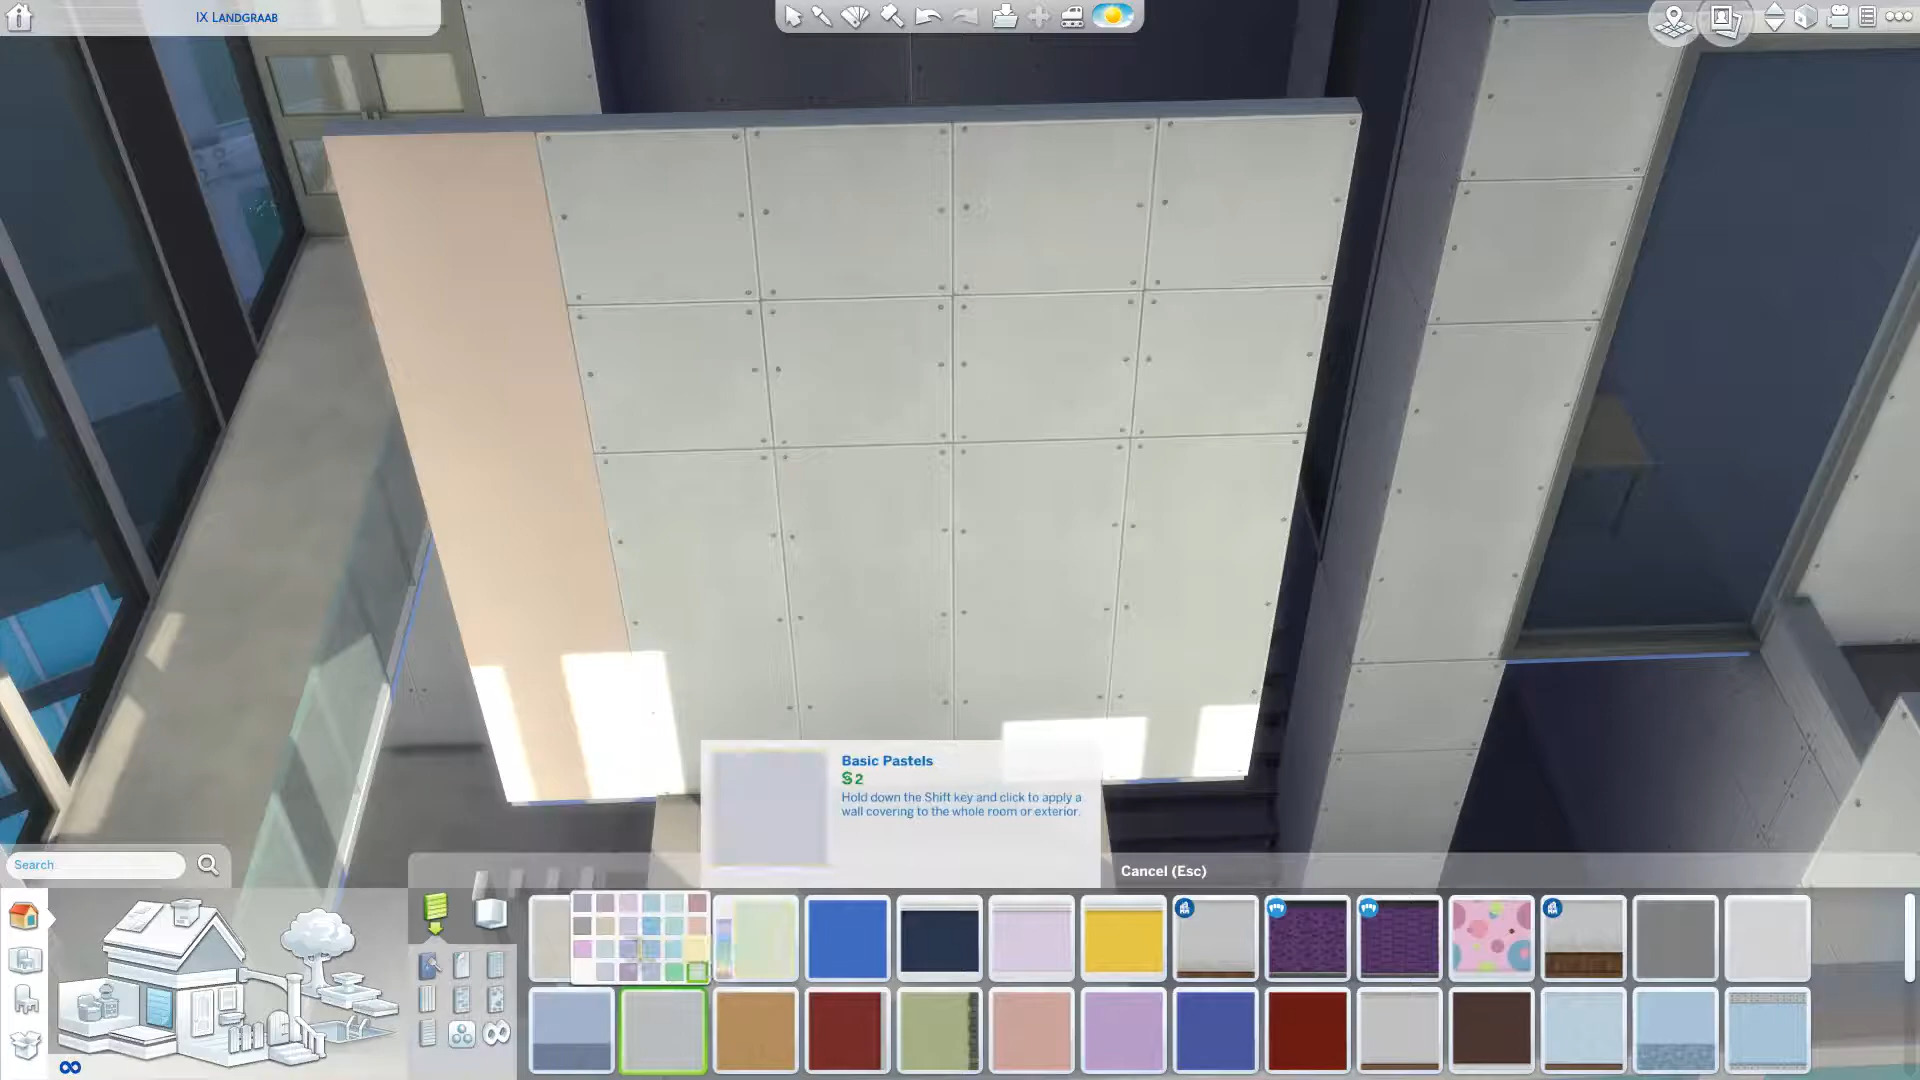 IX LANDGRAAB
Basic Pastels
§2
Hold down the Shift key and click to apply a
wall covering to the whole room or exterior.
Search
Cancel (Esc)